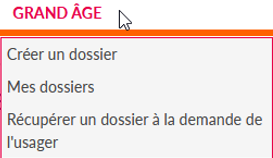 GRAND ÂGE
Créer un dossier
Mes dossiers
Récupérer un dossier à la demande de
l'usager